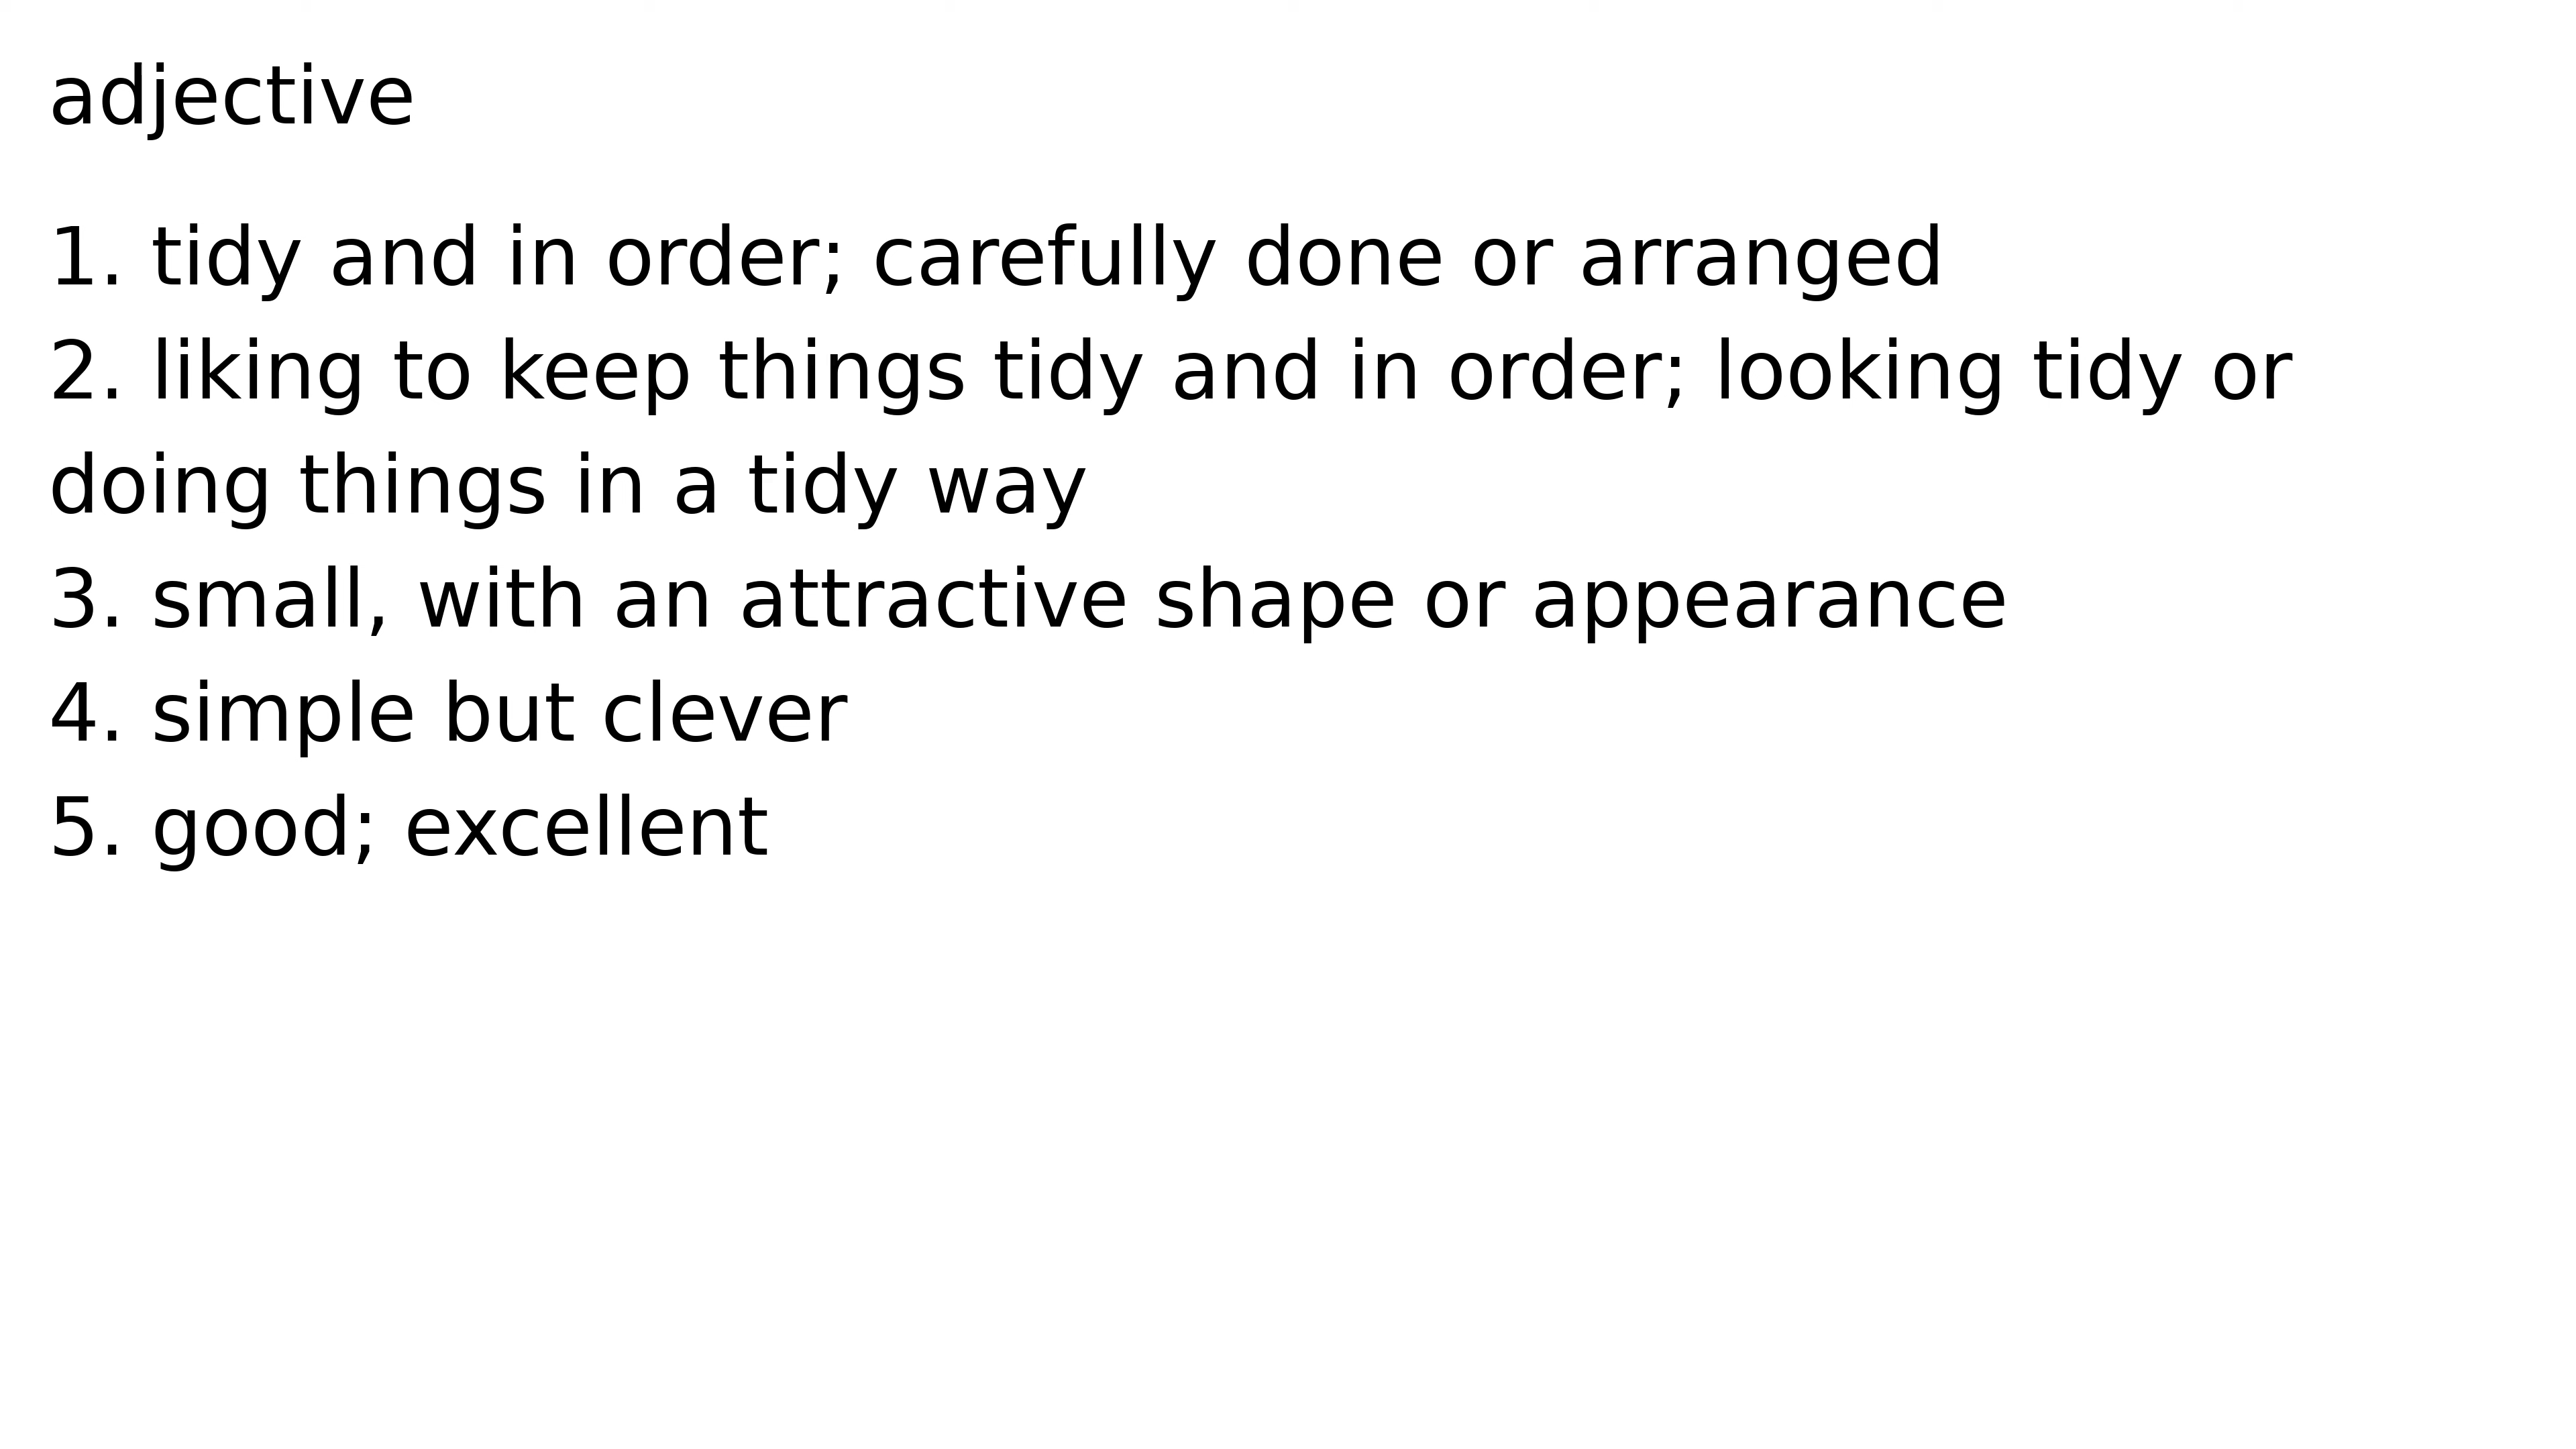 adjective
1. tidy and in order; carefully done or arranged
2. liking to keep things tidy and in order; looking tidy or
doing things in a tidy way
3. small, with an attractive shape or appearance
4. simple but clever
5. good; excellent